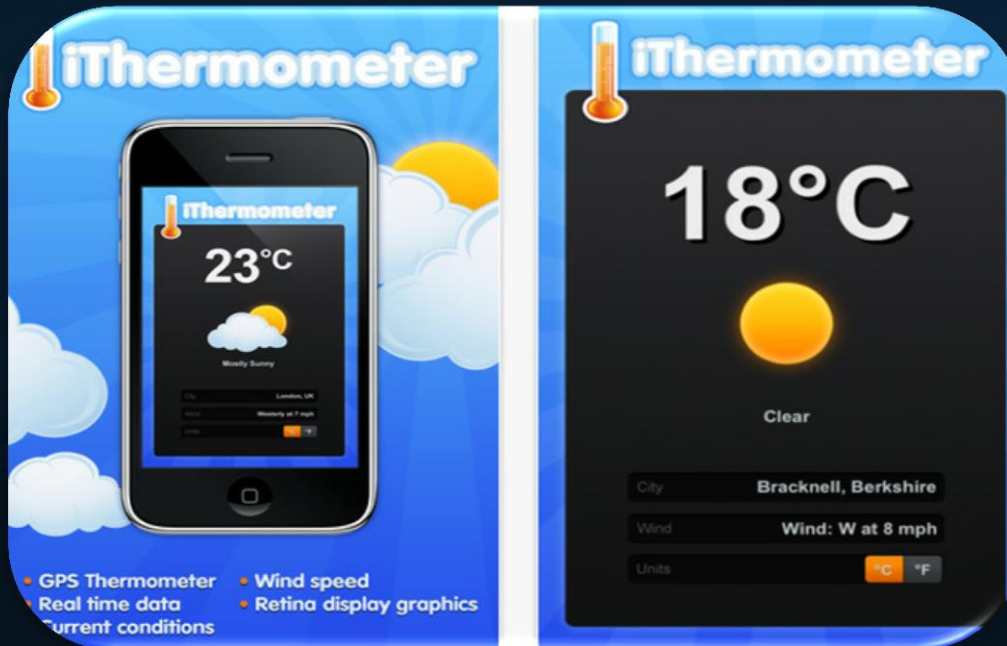 iThermometer
iThermometer
23°C
Mostly Sunny
City London, UK
Wind Westerly at 7 mph
Units °C °F
• GPS Thermometer
• Real time data
Current conditions
• Wind speed
• Retina display graphics
iThermometer
18°C
Clear
City Bracknell, Berkshire
Wind Wind: W at 8 mph
Units °C °F